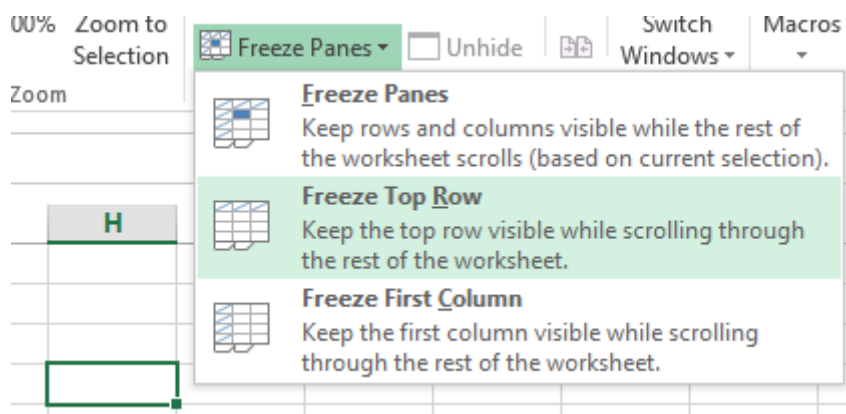 00% Zoom to Selection
Freeze Panes
Unhide
Switch Windows
Macros
Zoom
Freeze Panes
Keep rows and columns visible while the rest of
the worksheet scrolls (based on current selection).
Freeze Top Row
Keep the top row visible while scrolling through
the rest of the worksheet.
Freeze First Column
Keep the first column visible while scrolling
through the rest of the worksheet.
H